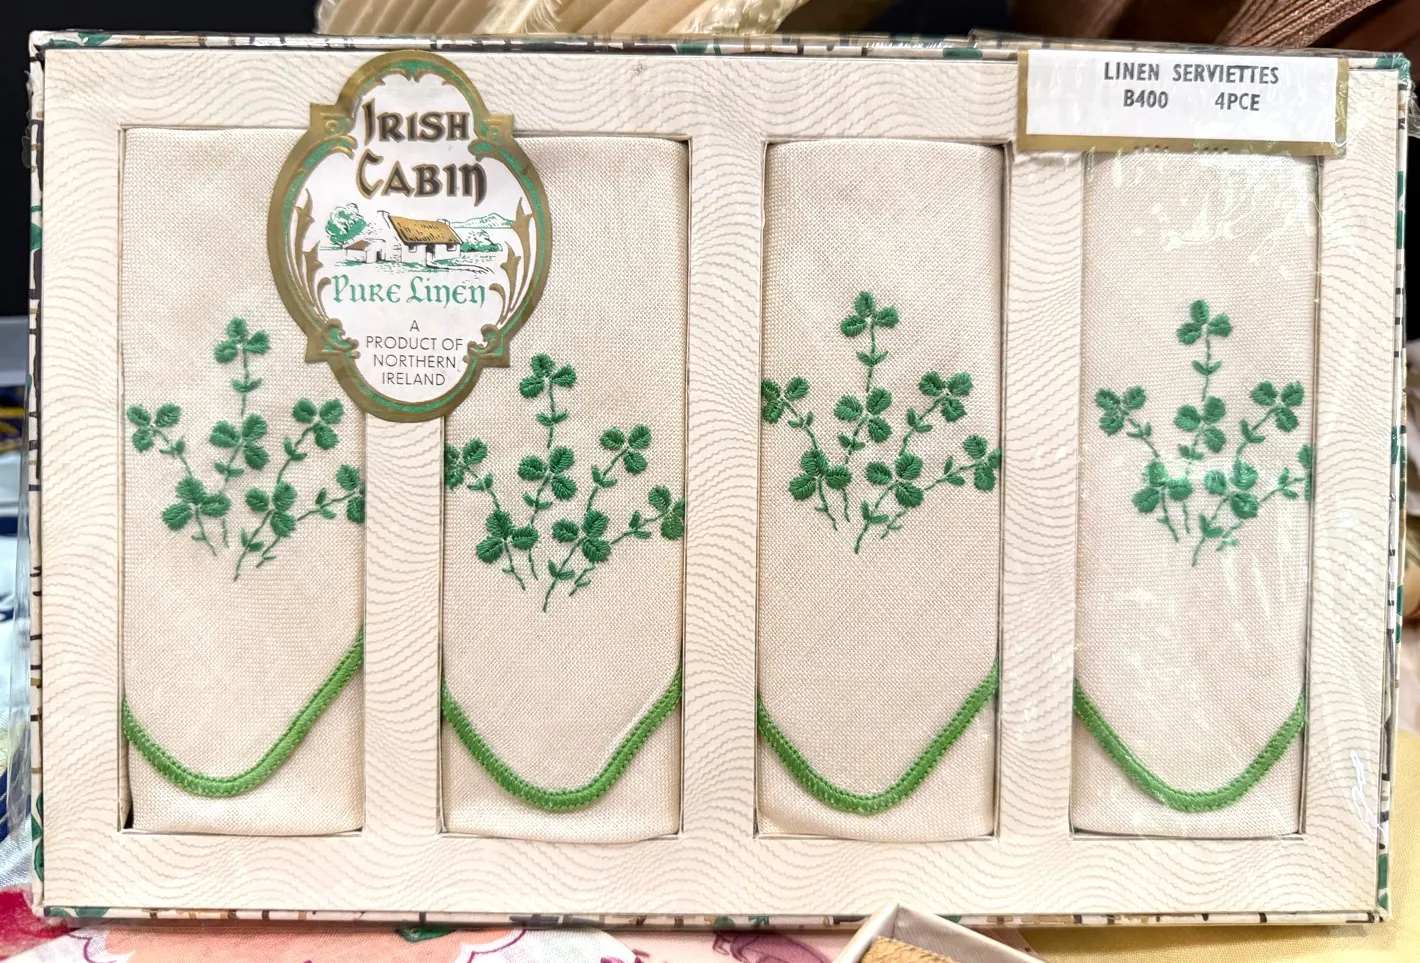 IRISH
CABIN
PURE LINEN
A
PRODUCT OF
NORTHERN
IRELAND
LINEN SERVIETTES
B400 4PCE